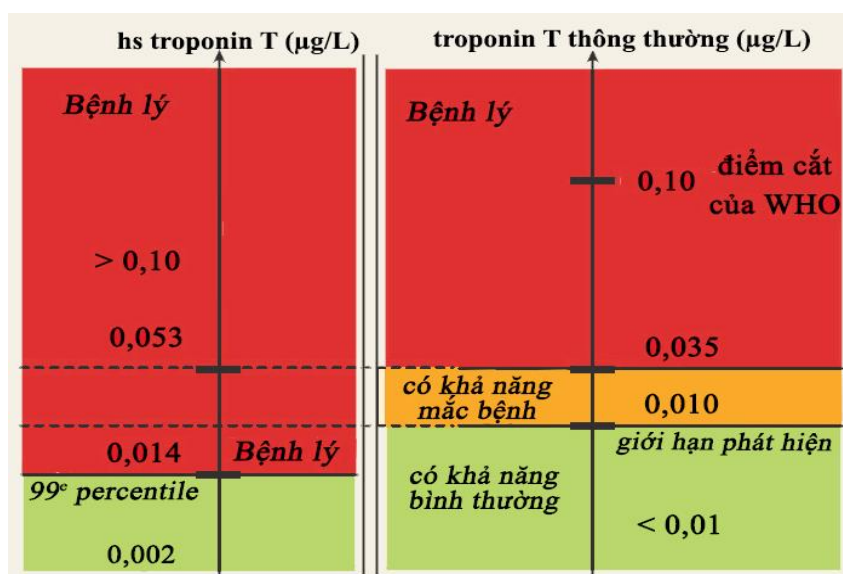 hs troponin T (µg/L)
Bệnh lý
> 0,10
0,053
0,014
Bệnh lý
99ᵉ percentile
0,002
troponin T thông thường (µg/L)
Bệnh lý
0,10
điểm cắt
của WHO
0,035
có khả năng
mắc bệnh
0,010
giới hạn phát hiện
có khả năng
bình thường
< 0,01